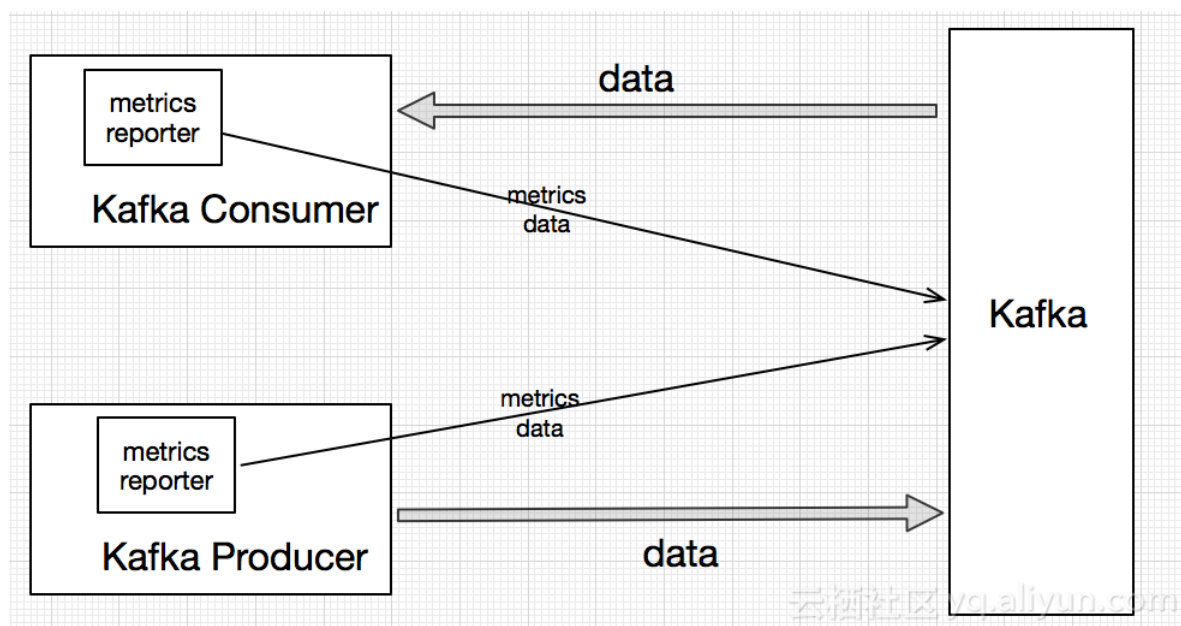 data
metrics
reporter
Kafka Consumer
metrics
data
Kafka
metrics
data
metrics
reporter
Kafka Producer
data
云栖社区 yq.aliyun.com